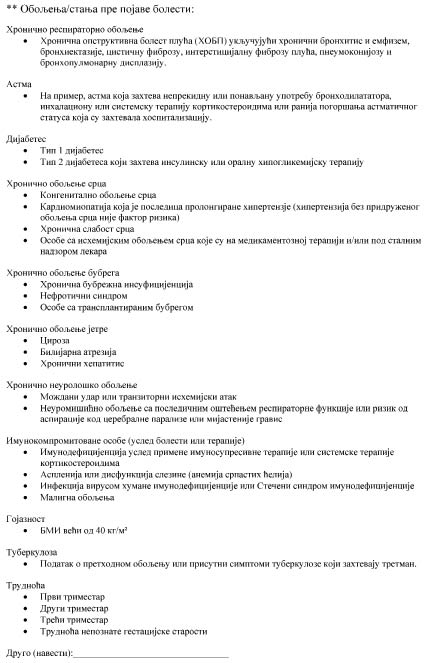 ** Обољења/стања пре појаве болести:
Хронично респираторно обољење
• Хронична опструктивна болест плућа (ХОБП) укључујући хронични бронхитис и емфизем,
бронхиектазије, цистичну фиброзу, интерстицијалну фиброзу плућа, пнеумокониjозу и
бронхопулмонарну дисплазију.
Астма
• На пример, астма која захтева непрекидну или понављану употребу бронходилататора,
инхалациону или системску терапију кортикостероидима или ранија погоршања астматичног
статуса која су захтевала хоспитализацију.
Дијабетес
• Тип 1 дијабетес
• Тип 2 дијабетеса који захтева инсулинску или оралну хипогликемијску терапију
Хронично обољење срца
• Конгенитално обољење срца
• Кардиомиопатија која је последица пролонгиране хипертензје (хипертензија без придруженог
обољења срца није фактор ризика)
• Хронична слабост срца
• Особе са исхемијским обољењем срца које су на медикаментозној терапији и/или под сталним
надзором лекара
Хронично обољење бубрега
• Хронична бубрежна инсуфицијенција
• Нефротични синдром
• Особе са трансплантираним бубрегом
Хронично обољење јетре
• Цироза
• Билијарна атрезија
• Хронични хепатитис
Хронично неуролошко обољење
• Мождани удар или транзиторни исхемијски атак
• Неуромишићно обољење са последичним оштећењем респираторне функције или ризик од
аспирације код церебралне парализе или мијастеније гравис
Имунокомпромитоване особе (услед болести или терапије)
• Имунодефицијенција услед примене имуносупресивне терапије или системске терапије
кортикостероидима
• Аспленија или дисфункција слезине (анемија српастих ћелија)
• Инфекција вирусом хумане имунодефицијенције или Стечени синдром имунодефицијенције
• Малигна обољења
Гојазност
• БМИ већи од 40 кг/м²
Туберкулоза
• Податак о претходном обољењу или присутни симптоми туберкулозе који захтевају третман.
Трудноћа
• Први триместар
• Други триместар
• Трећи триместар
• Трудноћа непознате гестацијске старости
Друго (навести):_________________________________